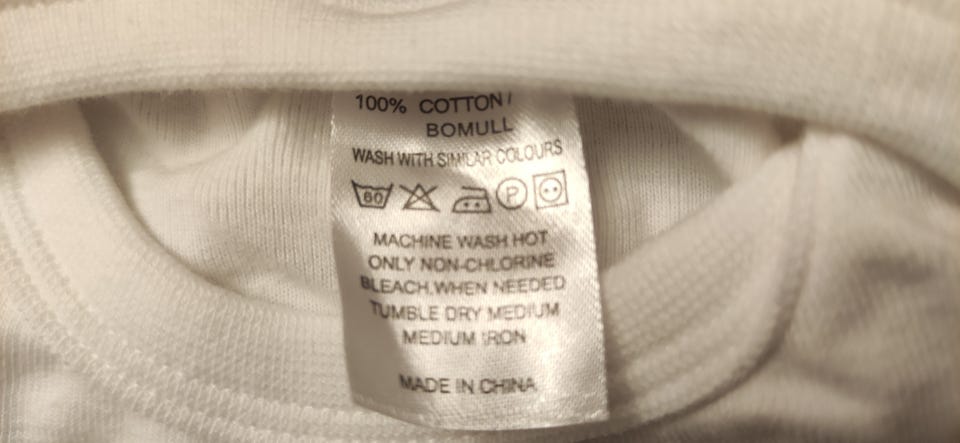 100% COTTON /
BOMULL
WASH WITH SIMILAR COLOURS
60 P
MACHINE WASH HOT
ONLY NON-CHLORINE
BLEACH.WHEN NEEDED
TUMBLE DRY MEDIUM
MEDIUM IRON
MADE IN CHINA